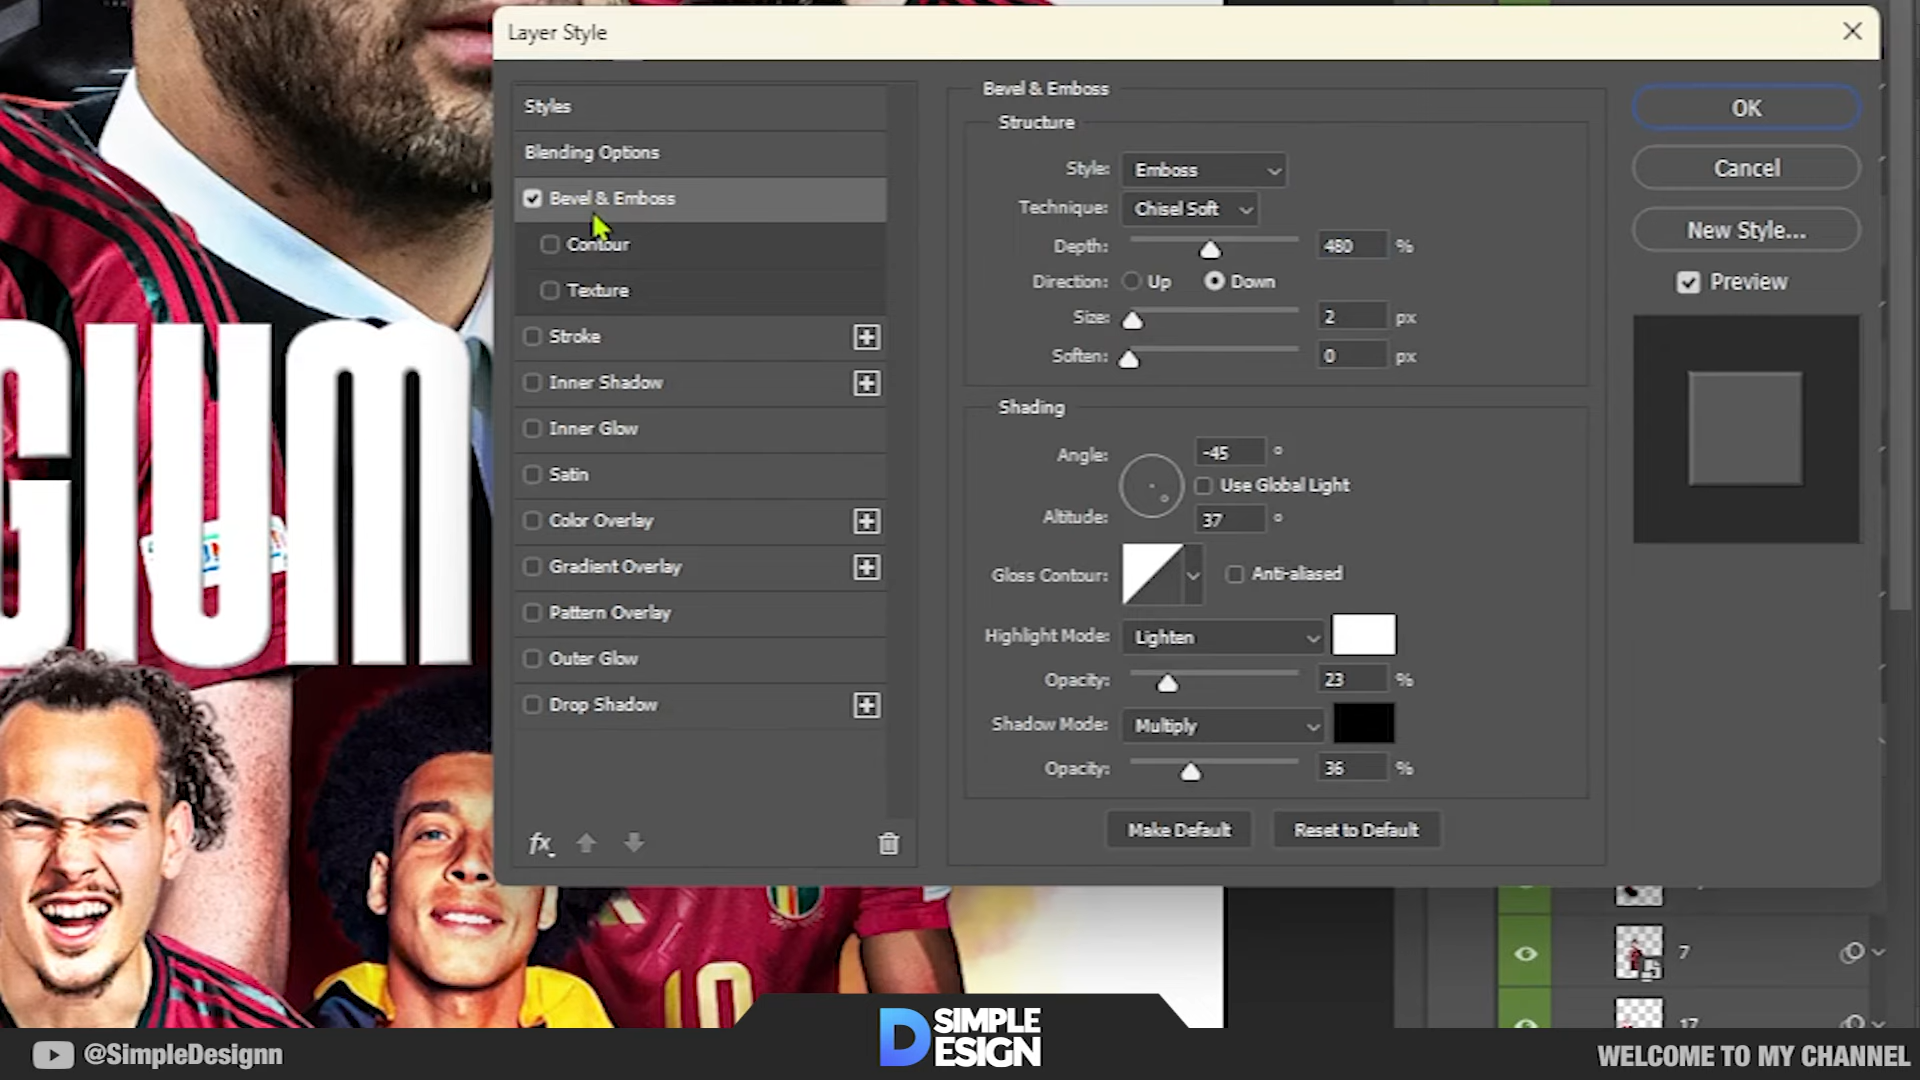 Layer Style
Styles
Blending Options
Bevel & Emboss
Contour
Texture
Stroke
Inner Shadow
Inner Glow
Satin
Color Overlay
Gradient Overlay
Pattern Overlay
Outer Glow
Drop Shadow
fx
Bevel & Emboss
Structure
Style: Emboss
Technique: Chisel Soft
Depth: 480 %
Direction: Up Down
Size: 2 px
Soften: 0 px
Shading
Angle: -45 °
Use Global Light
Altitude: 37 °
Gloss Contour: Anti-aliased
Highlight Mode: Lighten
Opacity: 23 %
Shadow Mode: Multiply
Opacity: 36 %
Make Default Reset to Default
OK
Cancel
New Style...
Preview
GIUM
10
7
17
@SimpleDesignn
SIMPLE
DESIGN
WELCOME TO MY CHANNEL